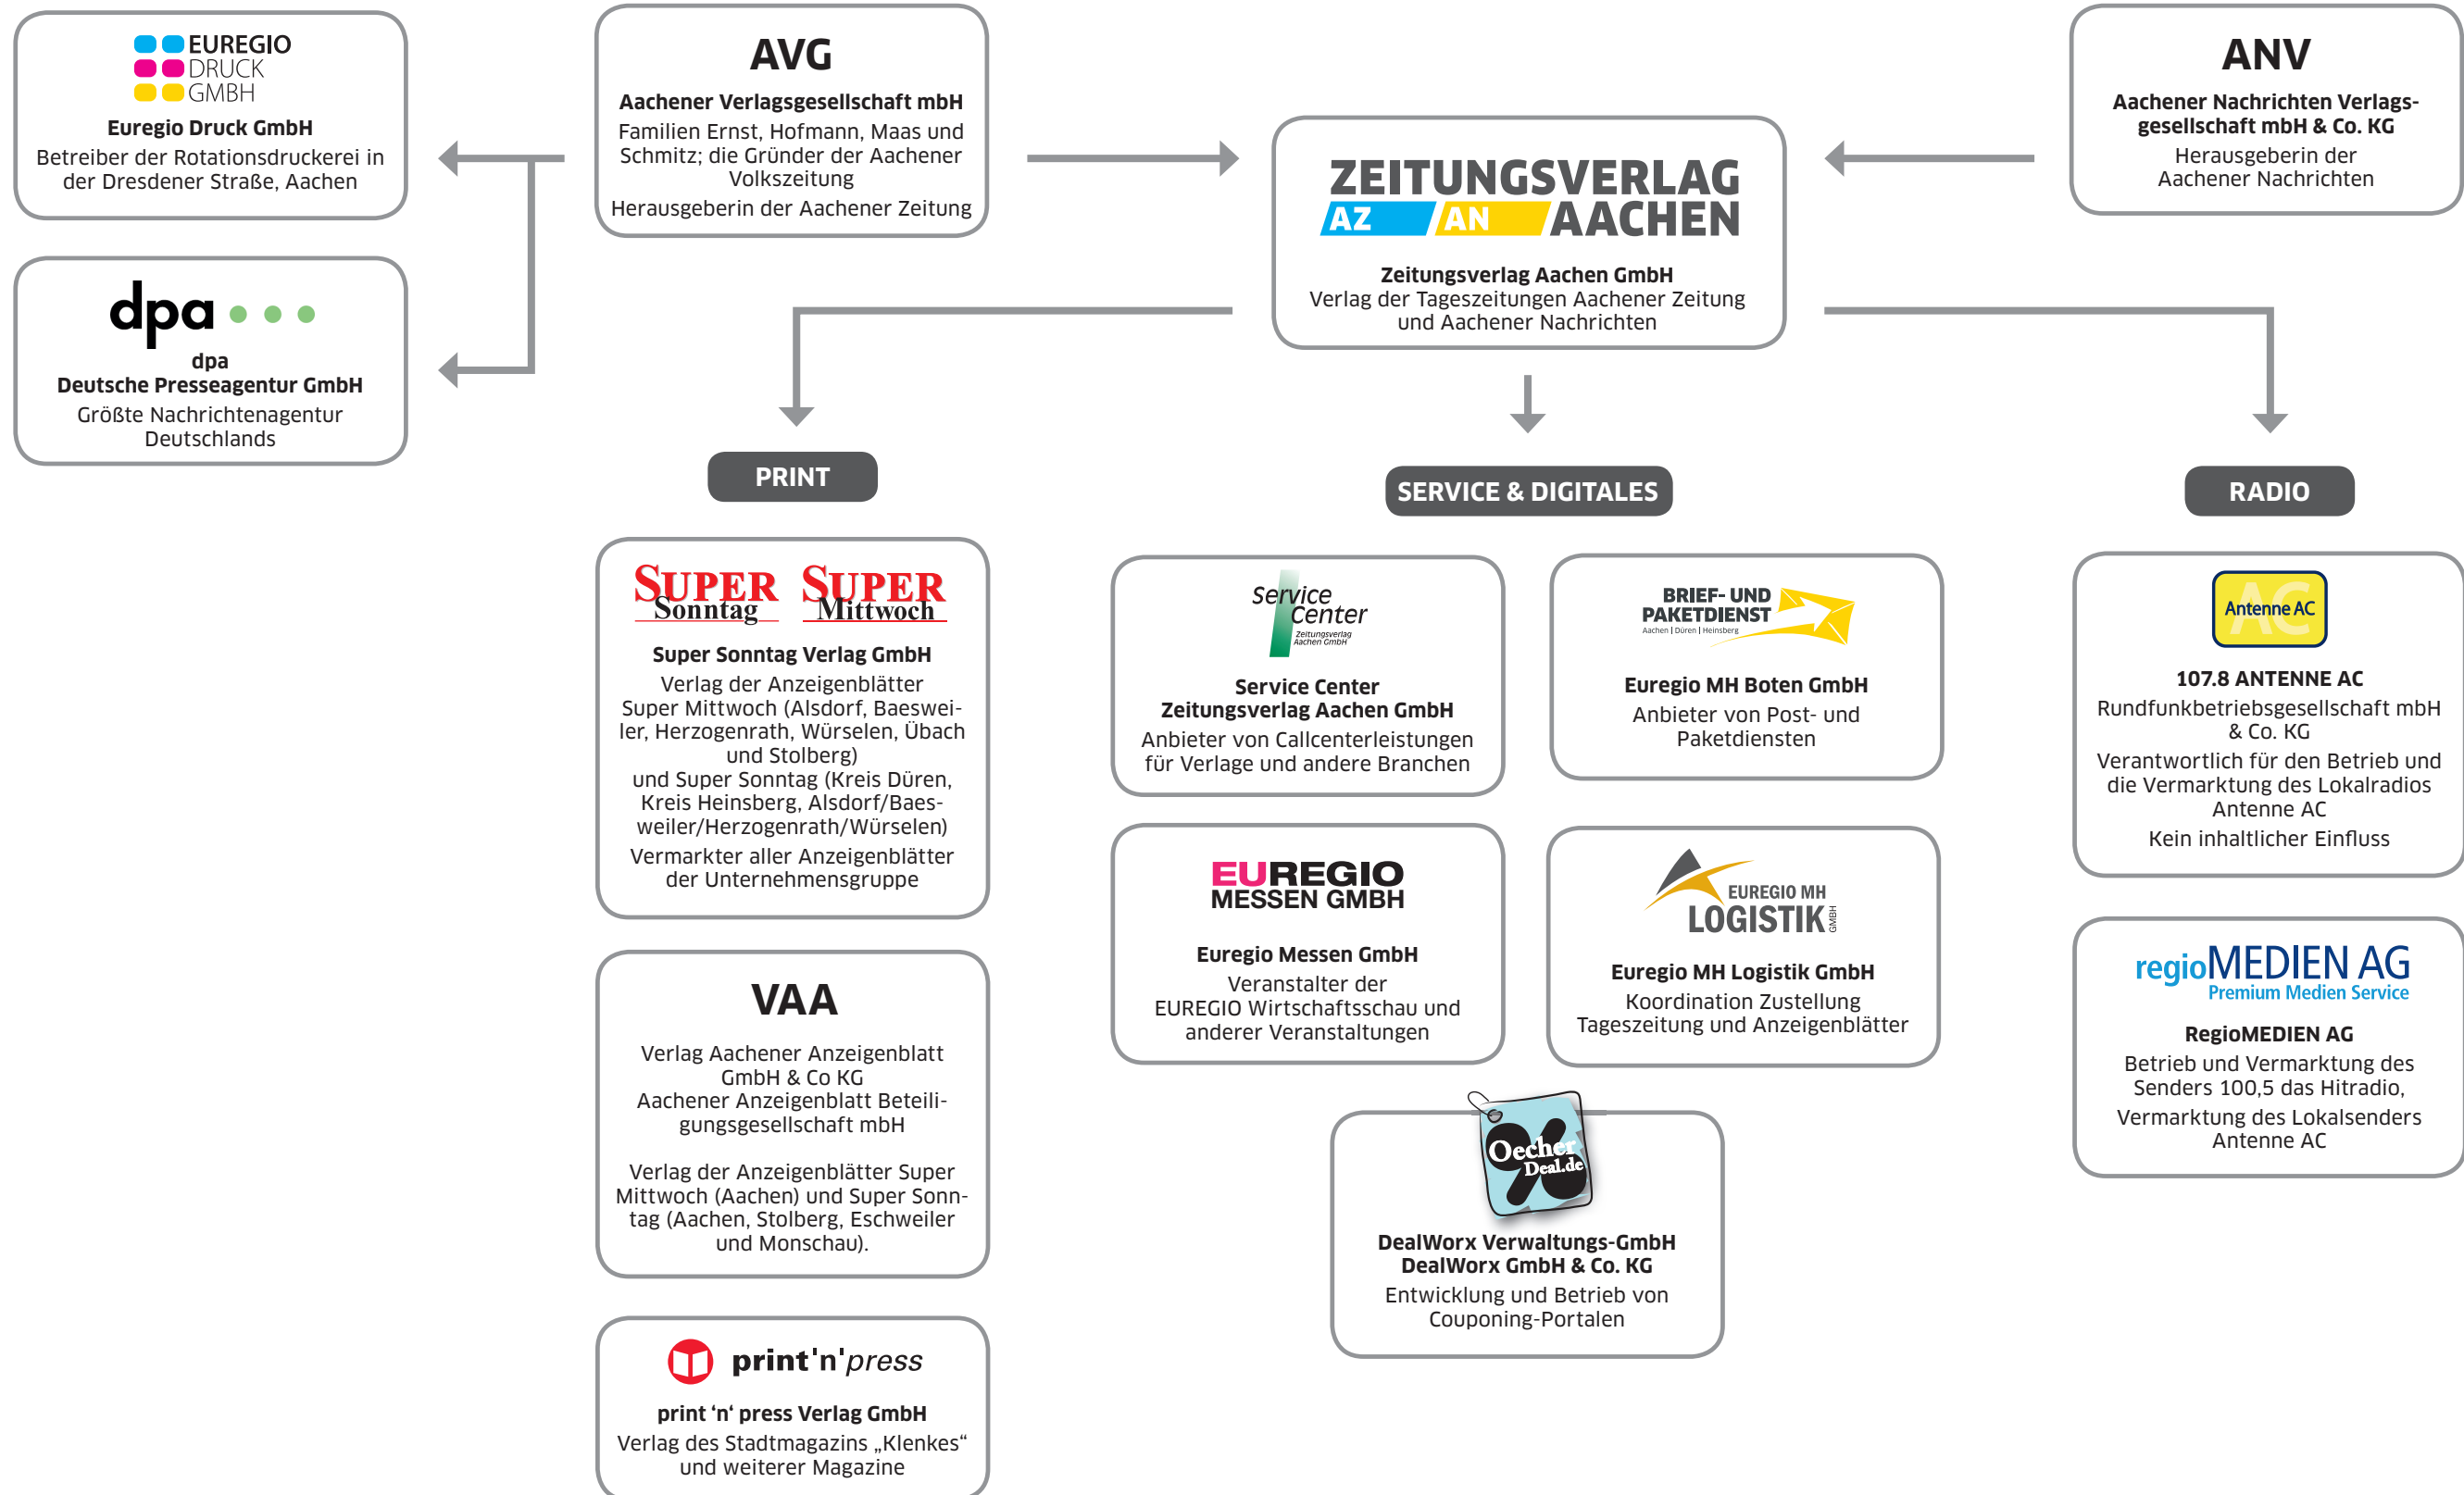 EUREGIO
DRUCK
GMBH
Euregio Druck GmbH
Betreiber der Rotationsdruckerei in
der Dresdener Straße, Aachen
dpa
dpa
Deutsche Presseagentur GmbH
Größte Nachrichtenagentur
Deutschlands
AVG
Aachener Verlagsgesellschaft mbH
Familien Ernst, Hofmann, Maas und
Schmitz; die Gründer der Aachener
Volkszeitung
Herausgeberin der Aachener Zeitung
ZEITUNGSVERLAG
AZ AN AACHEN
Zeitungsverlag Aachen GmbH
Verlag der Tageszeitungen Aachener Zeitung
und Aachener Nachrichten
ANV
Aachener Nachrichten Verlags-
gesellschaft mbH & Co. KG
Herausgeberin der
Aachener Nachrichten
PRINT
SUPER Sonntag
SUPER Mittwoch
Super Sonntag Verlag GmbH
Verlag der Anzeigenblätter
Super Mittwoch (Alsdorf, Baeswei-
ler, Herzogenrath, Würselen, Übach
und Stolberg)
und Super Sonntag (Kreis Düren,
Kreis Heinsberg, Alsdorf/Baes-
weiler/Herzogenrath/Würselen)
Vermarkter aller Anzeigenblätter
der Unternehmensgruppe
VAA
Verlag Aachener Anzeigenblatt
GmbH & Co KG
Aachener Anzeigenblatt Beteili-
gungsgesellschaft mbH
Verlag der Anzeigenblätter Super
Mittwoch (Aachen) und Super Sonn-
tag (Aachen, Stolberg, Eschweiler
und Monschau).
print'n'press
print ‘n‘ press Verlag GmbH
Verlag des Stadtmagazins „Klenkes“
und weiterer Magazine
SERVICE & DIGITALES
Service
Center
Zeitungsverlag
Aachen GmbH
Service Center
Zeitungsverlag Aachen GmbH
Anbieter von Callcenterleistungen
für Verlage und andere Branchen
BRIEF- UND
PAKETDIENST
Aachen | Düren | Heinsberg
Euregio MH Boten GmbH
Anbieter von Post- und
Paketdiensten
EUREGIO
MESSEN GMBH
Euregio Messen GmbH
Veranstalter der
EUREGIO Wirtschaftsschau und
anderer Veranstaltungen
EUREGIO MH
LOGISTIK GMBH
Euregio MH Logistik GmbH
Koordination Zustellung
Tageszeitung und Anzeigenblätter
Oecher
Deal.de
DealWorx Verwaltungs-GmbH
DealWorx GmbH & Co. KG
Entwicklung und Betrieb von
Couponing-Portalen
RADIO
AC
Antenne AC
107.8 ANTENNE AC
Rundfunkbetriebsgesellschaft mbH
& Co. KG
Verantwortlich für den Betrieb und
die Vermarktung des Lokalradios
Antenne AC
Kein inhaltlicher Einfluss
regioMEDIEN AG
Premium Medien Service
RegioMEDIEN AG
Betrieb und Vermarktung des
Senders 100,5 das Hitradio,
Vermarktung des Lokalsenders
Antenne AC